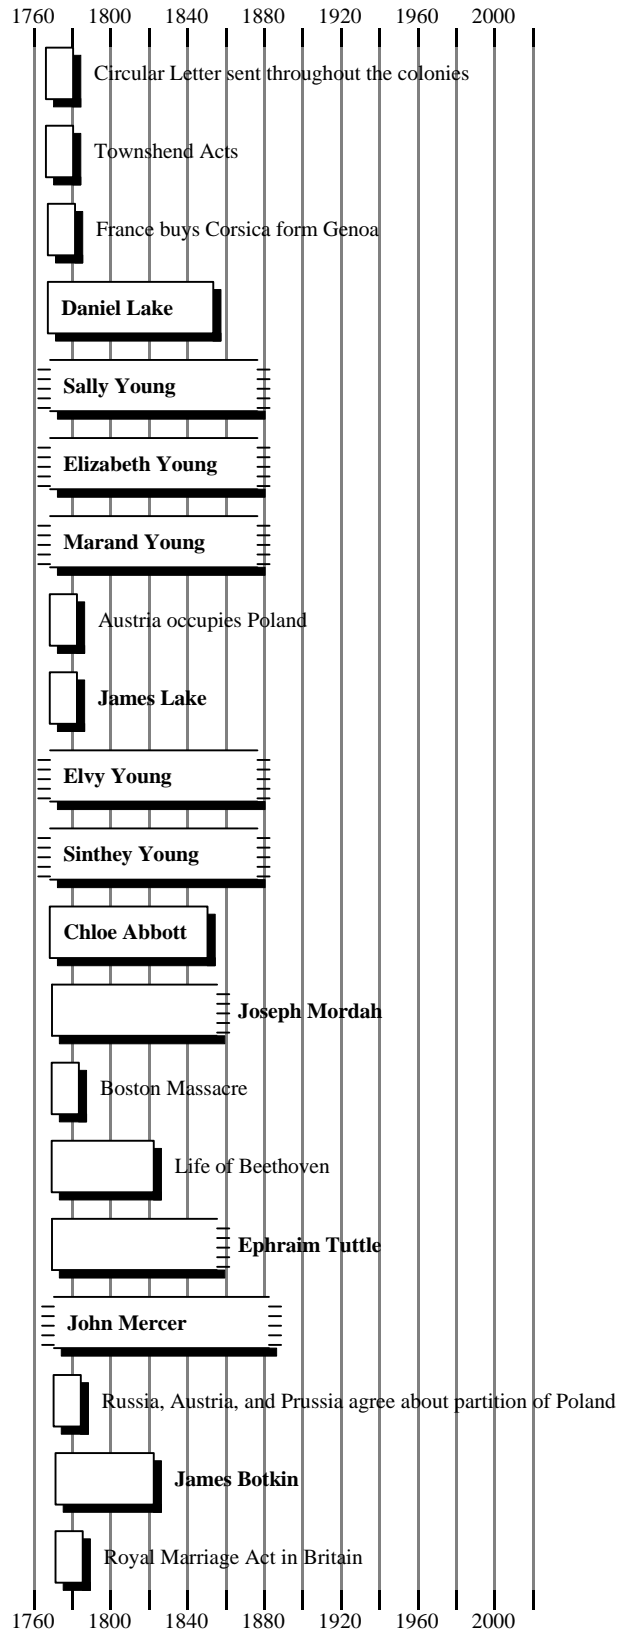 1760 1800 1840 1880 1920 1960 2000
Circular Letter sent throughout the colonies
Townshend Acts
France buys Corsica form Genoa
Daniel Lake
Sally Young
Elizabeth Young
Marand Young
Austria occupies Poland
James Lake
Elvy Young
Sinthey Young
Chloe Abbott
Joseph Mordah
Boston Massacre
Life of Beethoven
Ephraim Tuttle
John Mercer
Russia, Austria, and Prussia agree about partition of Poland
James Botkin
Royal Marriage Act in Britain
1760 1800 1840 1880 1920 1960 2000